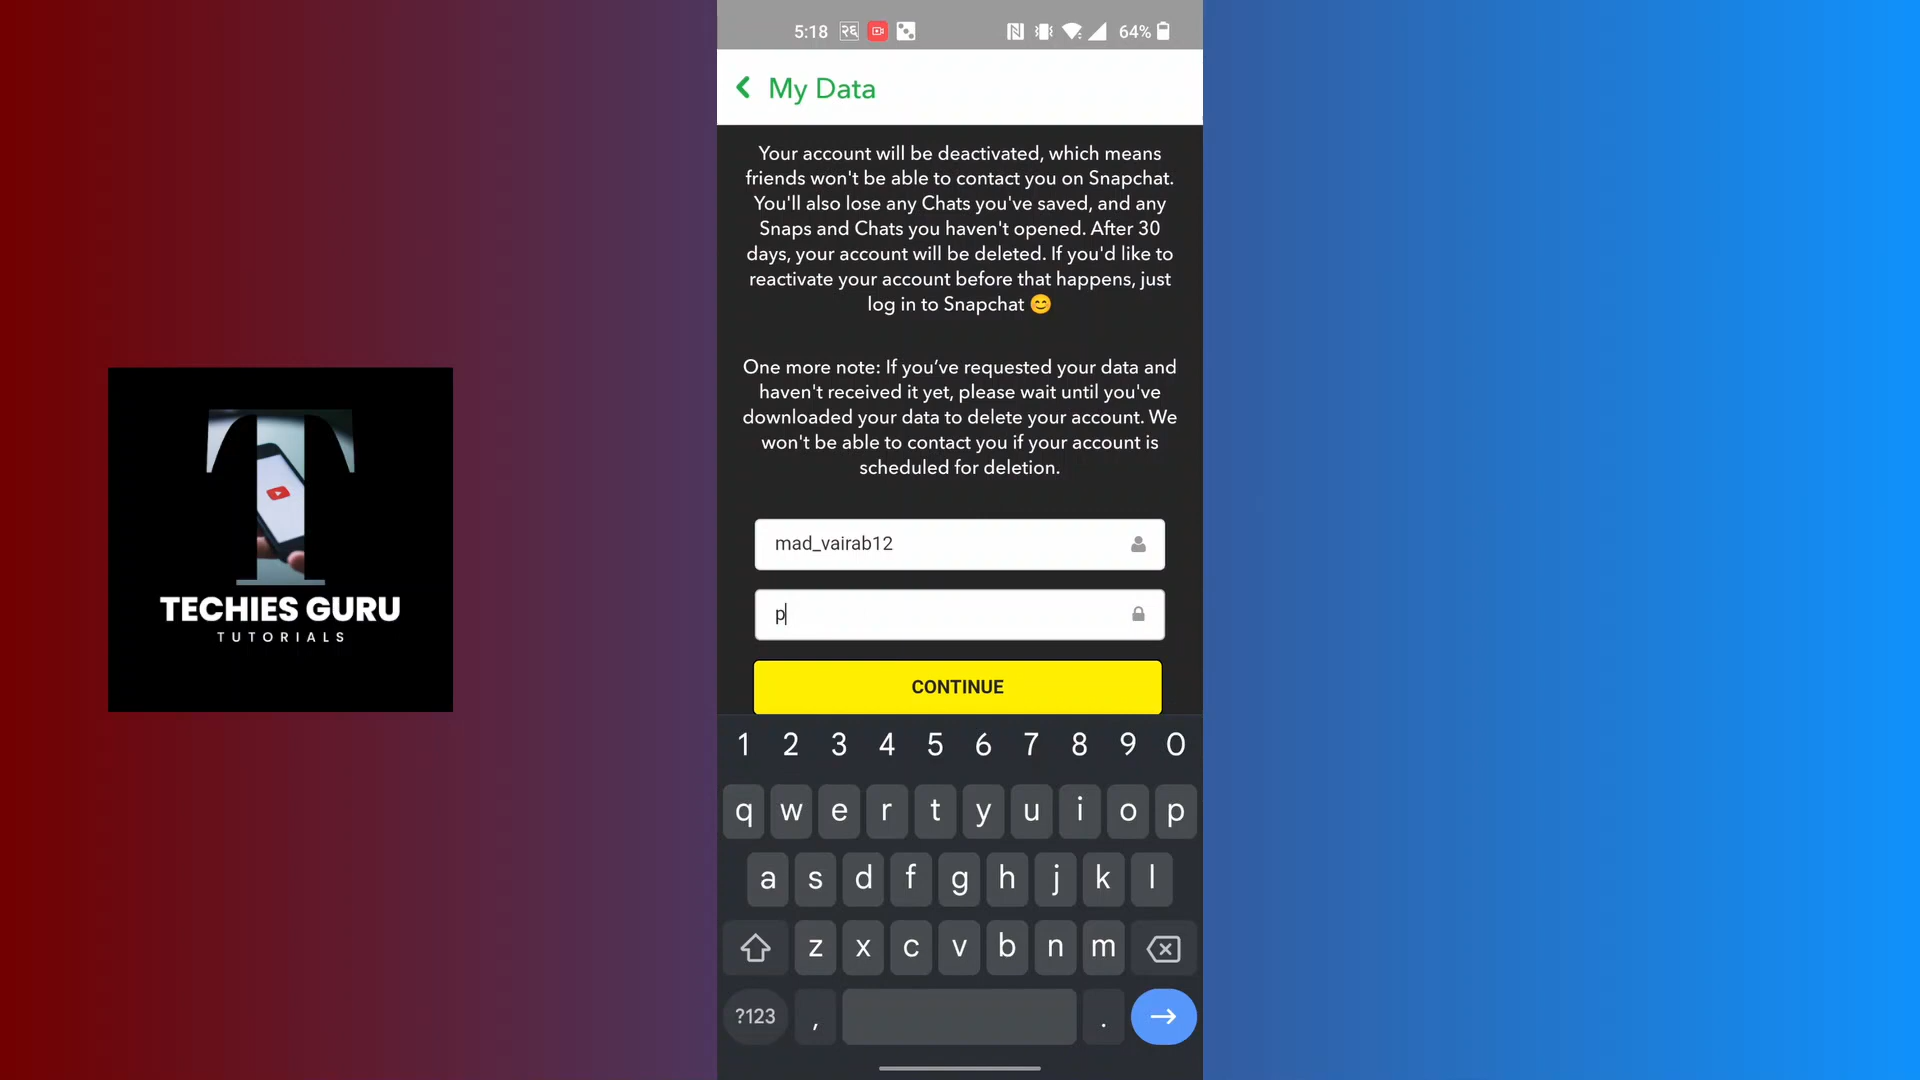 5:18 २६ 64%
My Data
Your account will be deactivated, which means
friends won't be able to contact you on Snapchat.
You'll also lose any Chats you've saved, and any
Snaps and Chats you haven't opened. After 30
days, your account will be deleted. If you'd like to
reactivate your account before that happens, just
log in to Snapchat 😊
One more note: If you’ve requested your data and
haven't received it yet, please wait until you've
downloaded your data to delete your account. We
won't be able to contact you if your account is
scheduled for deletion.
mad_vairab12
p
CONTINUE
1 2 3 4 5 6 7 8 9 0
q w e r t y u i o p
a s d f g h j k l
z x c v b n m
?123 , .
T
TECHIES GURU
TUTORIALS